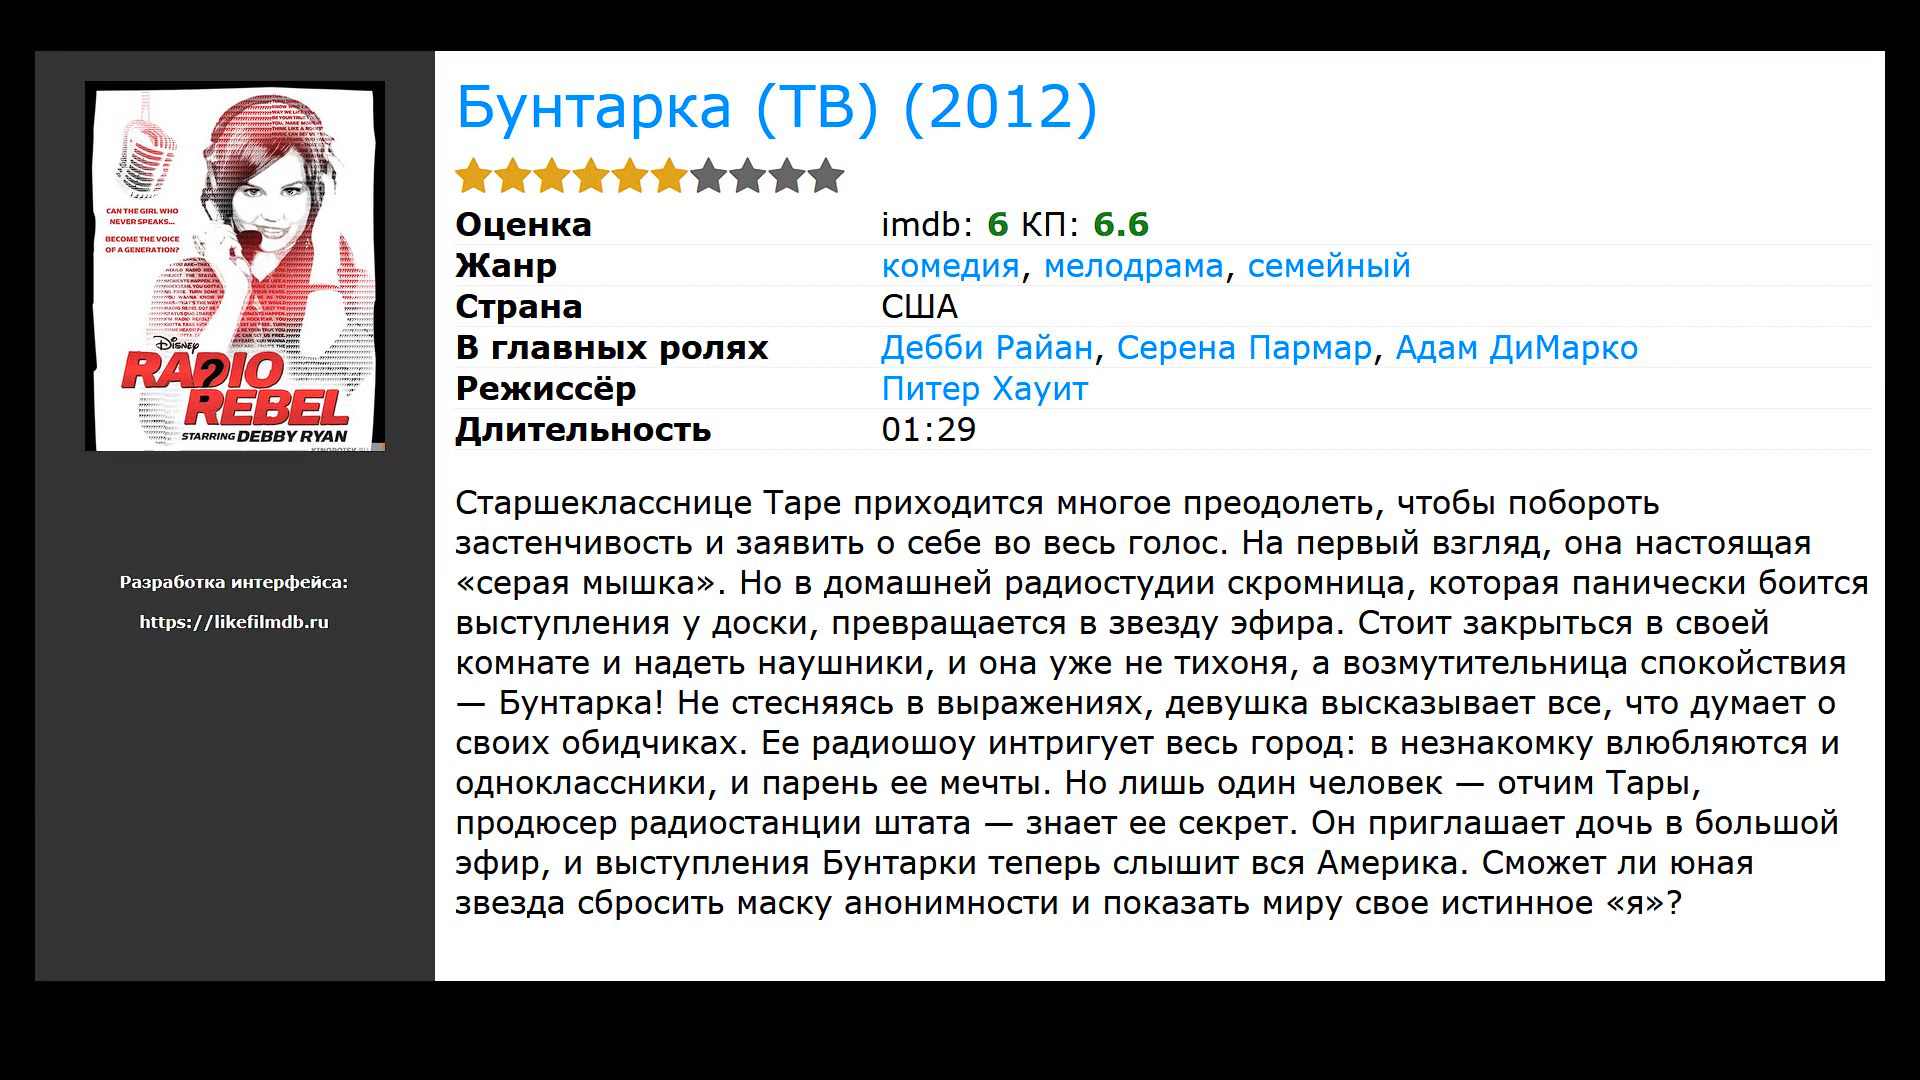 CAN THE GIRL WHO
NEVER SPEAKS...
BECOME THE VOICE
OF A GENERATION?
Disney
RADIO
REBEL
STARRING DEBBY RYAN
Разработка интерфейса:
https://likefilmdb.ru
Бунтарка (ТВ) (2012)
Оценка imdb: 6 КП: 6.6
Жанр комедия, мелодрама, семейный
Страна США
В главных ролях Дебби Райан, Серена Пармар, Адам ДиМарко
Режиссёр Питер Хауит
Длительность 01:29
Старшекласснице Таре приходится многое преодолеть, чтобы побороть
застенчивость и заявить о себе во весь голос. На первый взгляд, она настоящая
«серая мышка». Но в домашней радиостудии скромница, которая панически боится
выступления у доски, превращается в звезду эфира. Стоит закрыться в своей
комнате и надеть наушники, и она уже не тихоня, а возмутительница спокойствия
— Бунтарка! Не стесняясь в выражениях, девушка высказывает все, что думает о
своих обидчиках. Ее радиошоу интригует весь город: в незнакомку влюбляются и
одноклассники, и парень ее мечты. Но лишь один человек — отчим Тары,
продюсер радиостанции штата — знает ее секрет. Он приглашает дочь в большой
эфир, и выступления Бунтарки теперь слышит вся Америка. Сможет ли юная
звезда сбросить маску анонимности и показать миру свое истинное «я»?